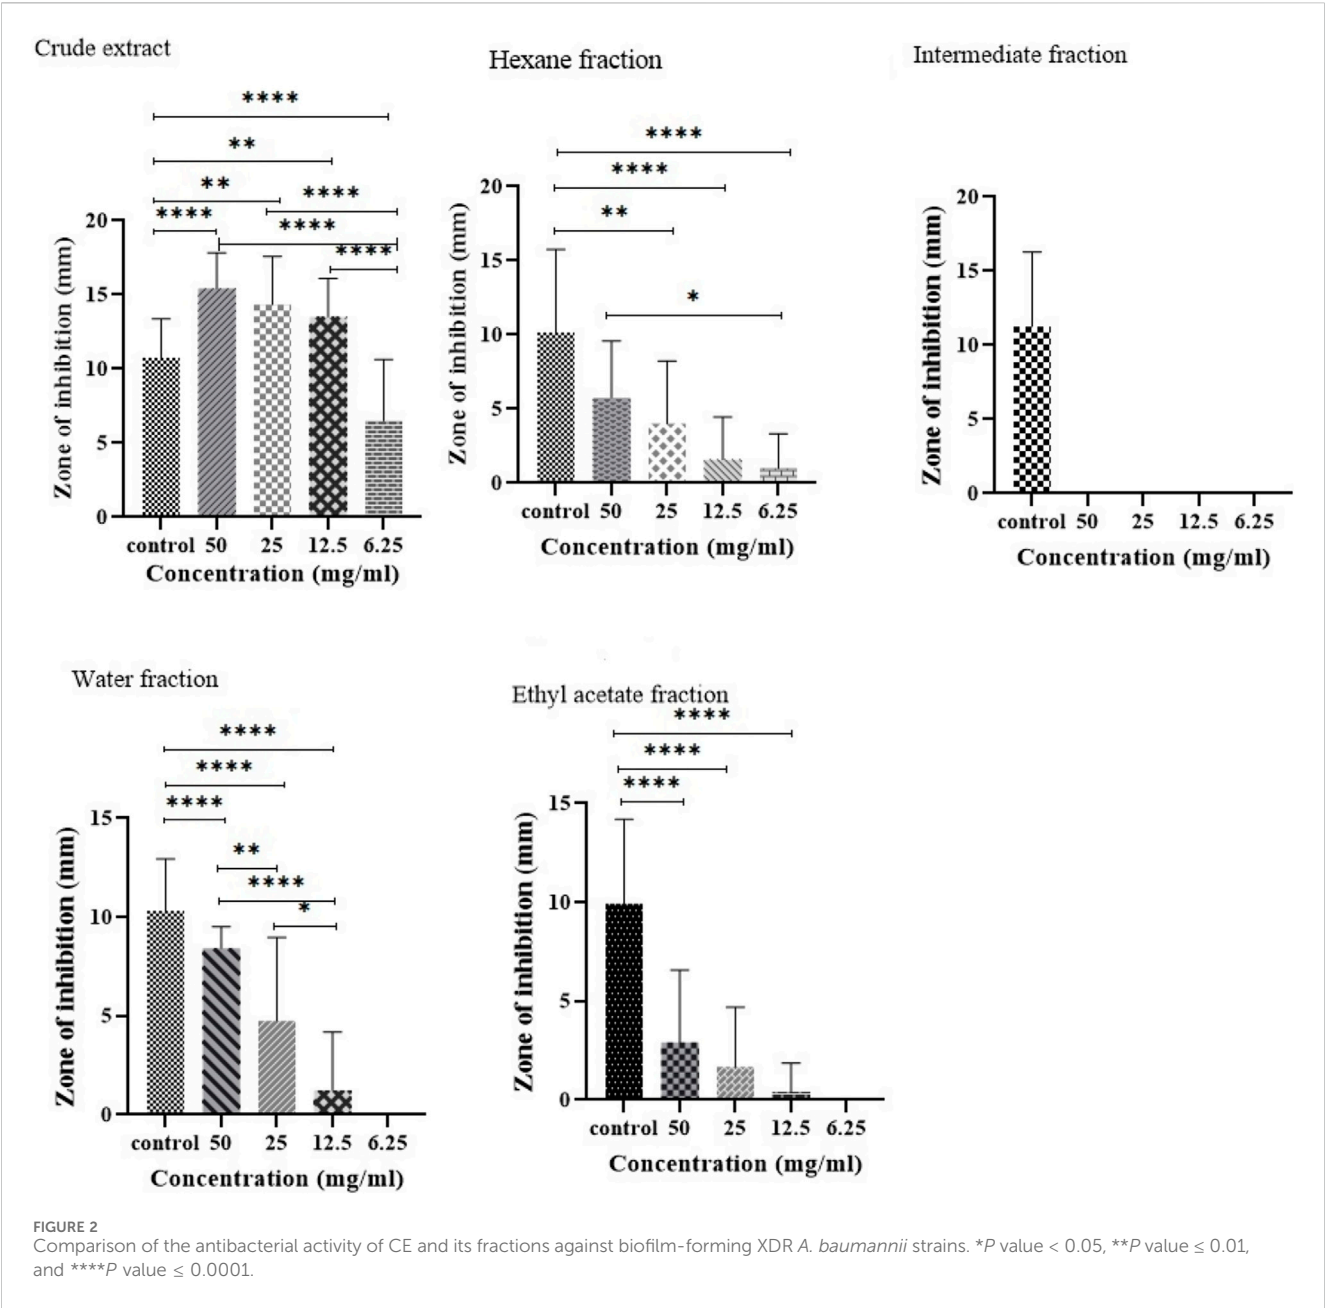 Crude extract
****
**
**
****
****
****
****
20
15
10
5
0
Zone of inhibition (mm)
control 50 25 12.5 6.25
Concentration (mg/ml)
Hexane fraction
****
****
**
*
20
15
10
5
0
Zone of inhibition (mm)
control 50 25 12.5 6.25
Concentration (mg/ml)
Intermediate fraction
20
15
10
5
0
Zone of inhibition (mm)
control 50 25 12.5 6.25
Concentration (mg/ml)
Water fraction
****
****
****
**
****
*
15
10
5
0
Zone of inhibition (mm)
control 50 25 12.5 6.25
Concentration (mg/ml)
Ethyl acetate fraction
****
****
****
15
10
5
0
Zone of inhibition (mm)
control 50 25 12.5 6.25
Concentration (mg/ml)
FIGURE 2
Comparison of the antibacterial activity of CE and its fractions against biofilm-forming XDR A. baumannii strains. *P value < 0.05, **P value ≤ 0.01,
and ****P value ≤ 0.0001.